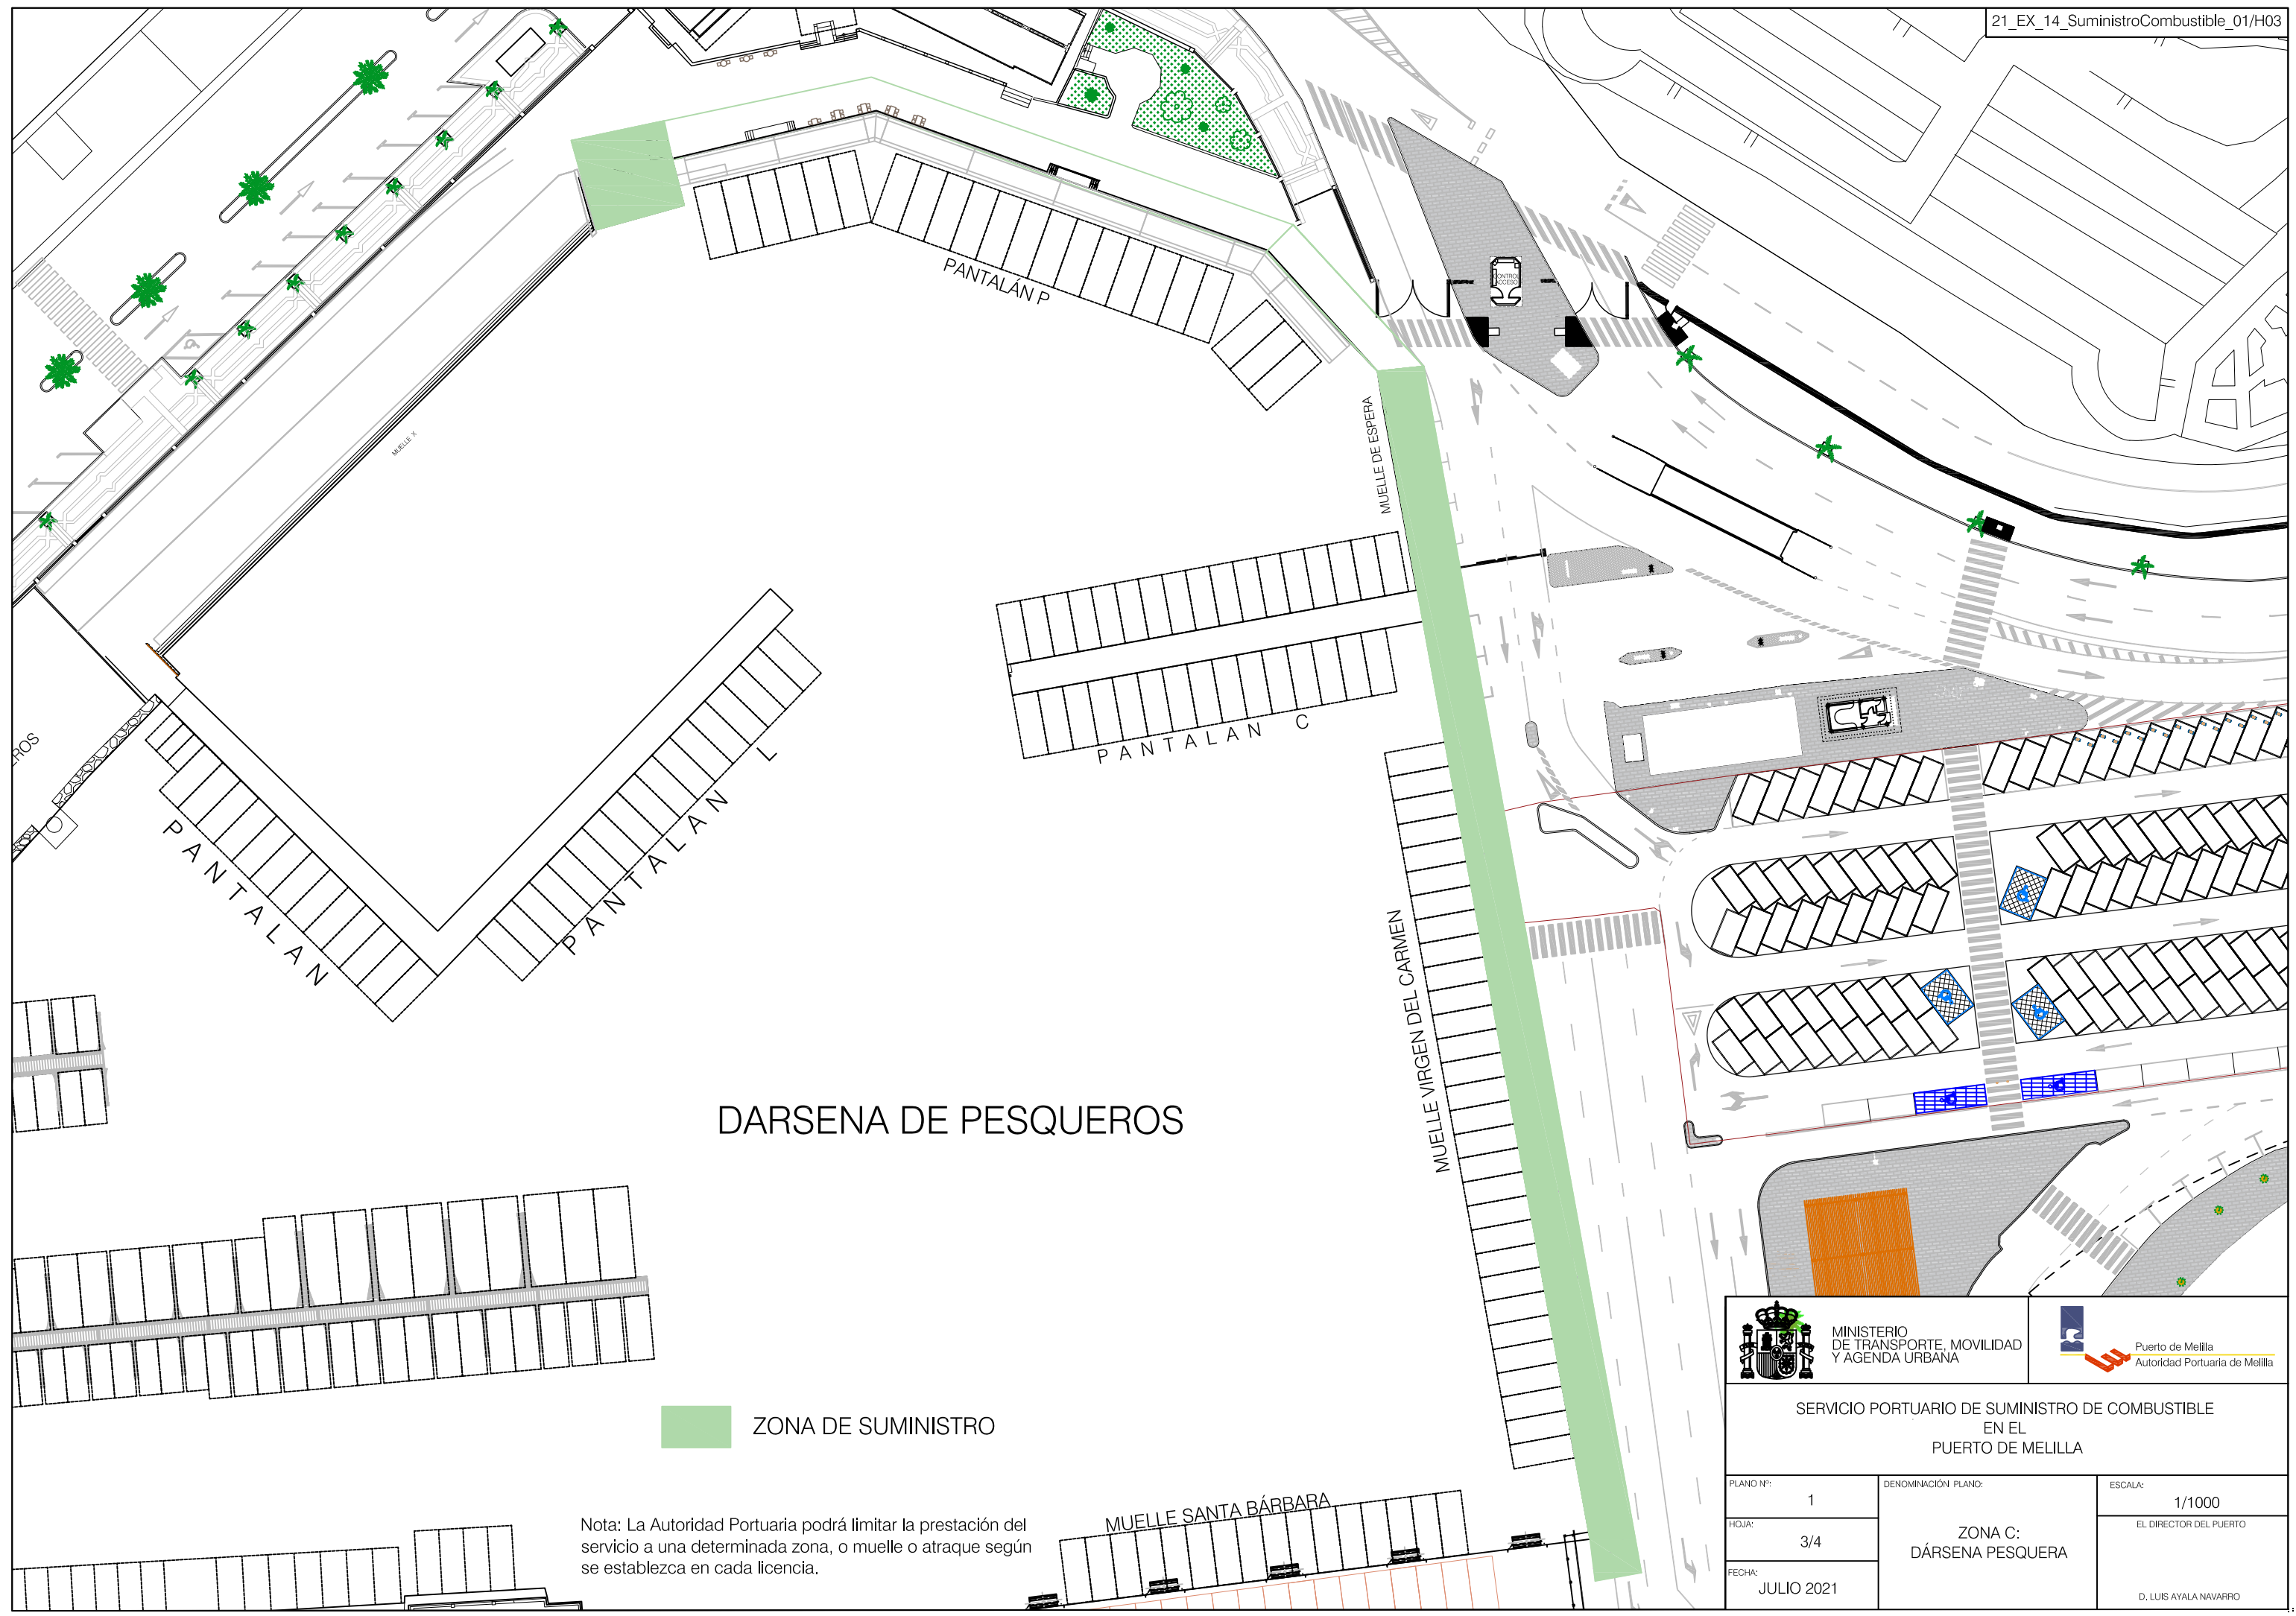 21_EX_14_SuministroCombustible_01/H03
CONTROL
ACCESO
PANTALÁN P
MUELLE DE ESPERA
MUELLE X
PANTALAN C
PANTALAN L
PANTALAN
MUELLE VIRGEN DEL CARMEN
DARSENA DE PESQUEROS
ZONA DE SUMINISTRO
MUELLE SANTA BÁRBARA
Nota: La Autoridad Portuaria podrá limitar la prestación del
servicio a una determinada zona, o muelle o atraque según
se establezca en cada licencia.
MINISTERIO
DE TRANSPORTE, MOVILIDAD
Y AGENDA URBANA
Puerto de Melilla
Autoridad Portuaria de Melilla
SERVICIO PORTUARIO DE SUMINISTRO DE COMBUSTIBLE
EN EL
PUERTO DE MELILLA
PLANO Nº:
1
HOJA:
3/4
FECHA:
JULIO 2021
DENOMINACIÓN PLANO:
ZONA C:
DÁRSENA PESQUERA
ESCALA:
1/1000
EL DIRECTOR DEL PUERTO
D. LUIS AYALA NAVARRO